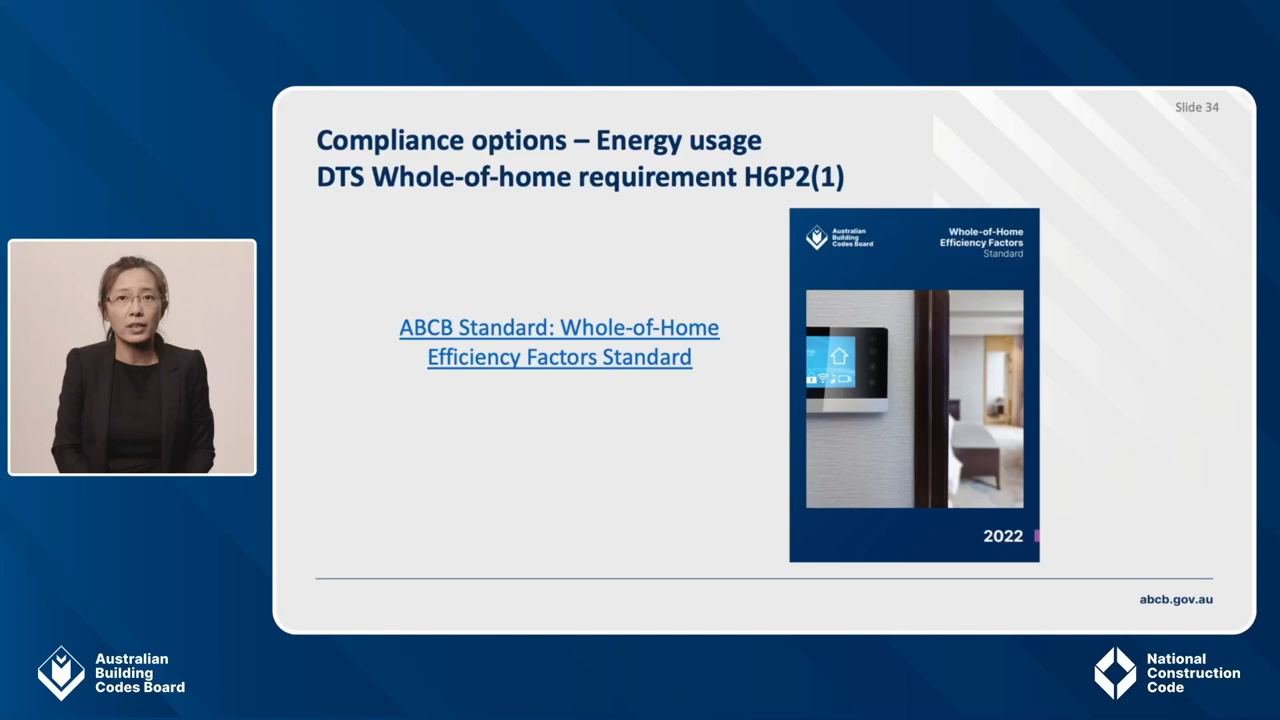 Slide 34
Compliance options – Energy usage
DTS Whole-of-home requirement H6P2(1)
ABCB Standard: Whole-of-Home
Efficiency Factors Standard
Australian
Building
Codes Board
Whole-of-Home
Efficiency Factors
Standard
2022
abcb.gov.au
Australian
Building
Codes Board
National
Construction
Code